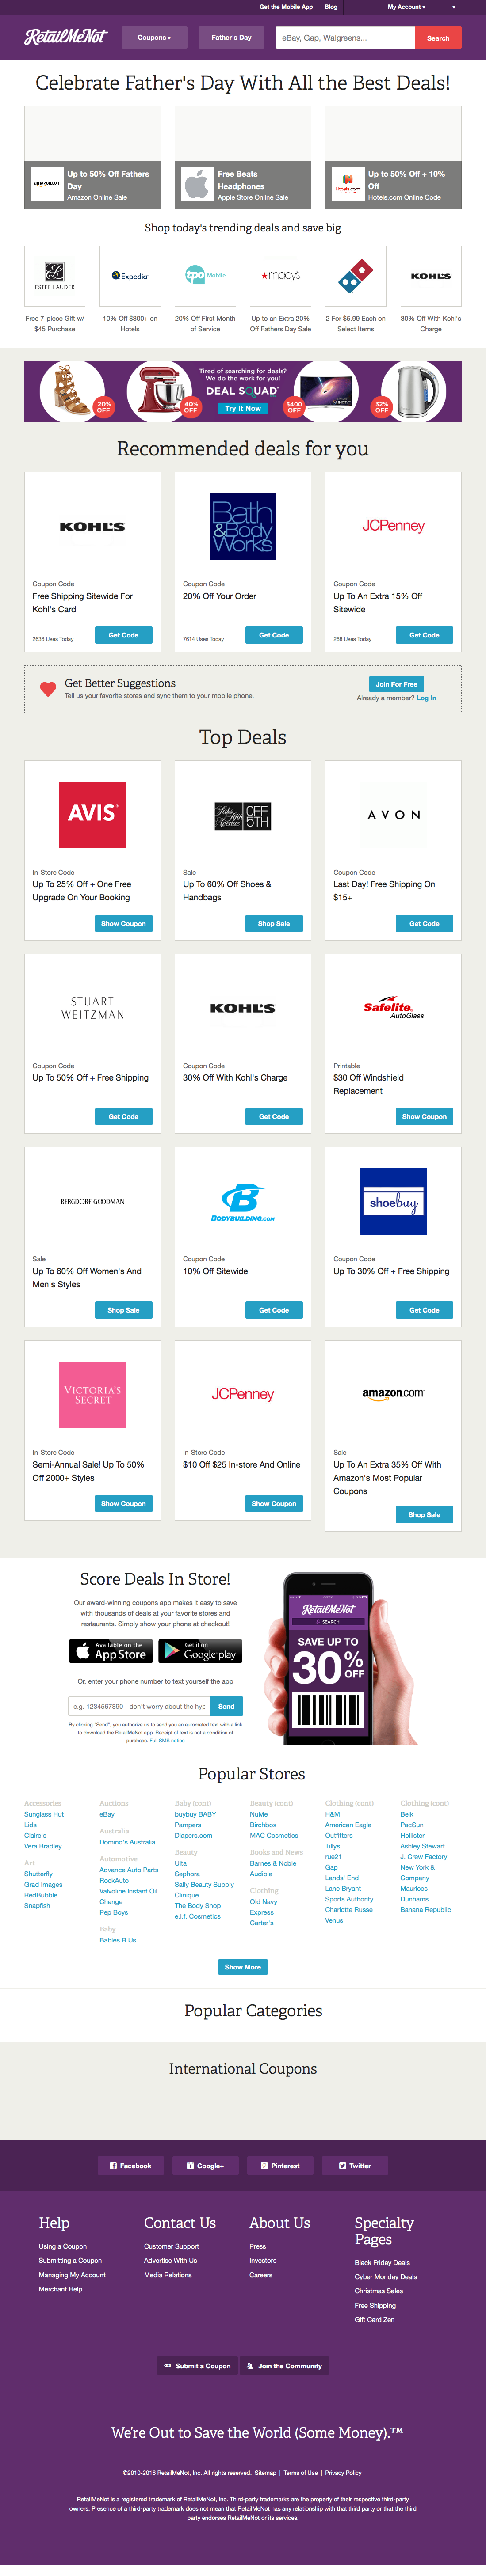 Get the Mobile App
Blog
My Account ▾
▾
RetailMeNot
Coupons ▾
Father's Day
eBay, Gap, Walgreens...
Search
Celebrate Father's Day With All the Best Deals!
amazon.com
Up to 50% Off Fathers
Day
Amazon Online Sale
Free Beats
Headphones
Apple Store Online Sale
Hotels.com
Up to 50% Off + 10%
Off
Hotels.com Online Code
Shop today's trending deals and save big
ESTĒE LAUDER
Expedia
tpo Mobile
macy's
KOHL'S
Free 7-piece Gift w/
$45 Purchase
10% Off $300+ on
Hotels
20% Off First Month
of Service
Up to an Extra 20%
Off Fathers Day Sale
2 For $5.99 Each on
Select Items
30% Off With Kohl's
Charge
20%
OFF
40%
OFF
Tired of searching for deals?
We do the work for you!
DEAL SQUAD
Try It Now
$400
OFF
32%
OFF
Recommended deals for you
KOHL'S
Coupon Code
Free Shipping Sitewide For
Kohl's Card
2636 Uses Today
Get Code
Bath
& Body
Works
Coupon Code
20% Off Your Order
7614 Uses Today
Get Code
JCPenney
Coupon Code
Up To An Extra 15% Off
Sitewide
268 Uses Today
Get Code
Get Better Suggestions
Tell us your favorite stores and sync them to your mobile phone.
Join For Free
Already a member? Log In
Top Deals
AVIS
In-Store Code
Up To 25% Off + One Free
Upgrade On Your Booking
Show Coupon
Saks
Fifth
Avenue
OFF
5TH
Sale
Up To 60% Off Shoes &
Handbags
Shop Sale
AVON
Coupon Code
Last Day! Free Shipping On
$15+
Get Code
STUART
WEITZMAN
Coupon Code
Up To 50% Off + Free Shipping
Get Code
KOHL'S
Coupon Code
30% Off With Kohl's Charge
Get Code
Safelite
AutoGlass
Printable
$30 Off Windshield
Replacement
Show Coupon
BERGDORF GOODMAN
Sale
Up To 60% Off Women's And
Men's Styles
Shop Sale
BODYBUILDING.COM
Coupon Code
10% Off Sitewide
Get Code
shoebuy
Coupon Code
Up To 30% Off + Free Shipping
Get Code
VICTORIA'S
SECRET
In-Store Code
Semi-Annual Sale! Up To 50%
Off 2000+ Styles
Show Coupon
JCPenney
In-Store Code
$10 Off $25 In-store And Online
Show Coupon
amazon.com
Sale
Up To An Extra 35% Off With
Amazon's Most Popular
Coupons
Shop Sale
Score Deals In Store!
Our award-winning coupons app makes it easy to save
with thousands of deals at your favorite stores and
restaurants. Simply show your phone at checkout!
Available on the
App Store
Get it on
Google play
Or, enter your phone number to text yourself the app
e.g. 1234567890 - don't worry about the hyp
Send
By clicking "Send", you authorize us to send you an automated text with a link
to download the RetailMeNot app. Receipt of text is not a condition of
purchase. Full SMS notice
RetailMeNot
SEARCH
SAVE UP TO
30% OFF
Popular Stores
Accessories
Sunglass Hut
Lids
Claire's
Vera Bradley
Art
Shutterfly
Grad Images
RedBubble
Snapfish
Auctions
eBay
Australia
Domino's Australia
Automotive
Advance Auto Parts
RockAuto
Valvoline Instant Oil
Change
Pep Boys
Baby
Babies R Us
Baby (cont)
buybuy BABY
Pampers
Diapers.com
Beauty
Ulta
Sephora
Sally Beauty Supply
Clinique
The Body Shop
e.l.f. Cosmetics
Beauty (cont)
NuMe
Birchbox
MAC Cosmetics
Books and News
Barnes & Noble
Audible
Clothing
Old Navy
Express
Carter's
Clothing (cont)
H&M
American Eagle
Outfitters
Tillys
rue21
Gap
Lands' End
Lane Bryant
Sports Authority
Charlotte Russe
Venus
Clothing (cont)
Belk
PacSun
Hollister
Ashley Stewart
J. Crew Factory
New York &
Company
Maurices
Dunhams
Banana Republic
Show More
Popular Categories
International Coupons
Facebook
Google+
Pinterest
Twitter
Help
Using a Coupon
Submitting a Coupon
Managing My Account
Merchant Help
Contact Us
Customer Support
Advertise With Us
Media Relations
About Us
Press
Investors
Careers
Specialty
Pages
Black Friday Deals
Cyber Monday Deals
Christmas Sales
Free Shipping
Gift Card Zen
Submit a Coupon
Join the Community
We're Out to Save the World (Some Money).™
©2010-2016 RetailMeNot, Inc. All rights reserved. Sitemap | Terms of Use | Privacy Policy
RetailMeNot is a registered trademark of RetailMeNot, Inc. Third-party trademarks are the property of their respective third-party
owners. Presence of a third-party trademark does not mean that RetailMeNot has any relationship with that third party or that the third
party endorses RetailMeNot or its services.